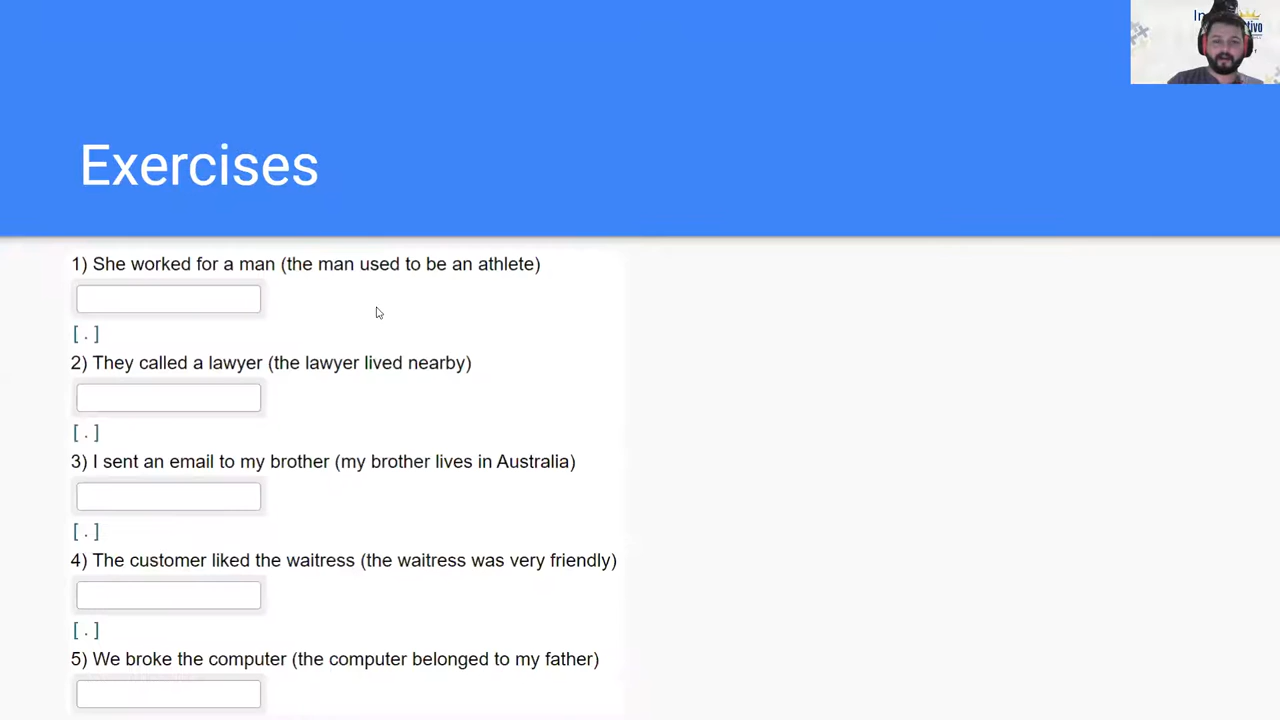 In
tivo
Exercises
1) She worked for a man (the man used to be an athlete)
[ . ]
2) They called a lawyer (the lawyer lived nearby)
[ . ]
3) I sent an email to my brother (my brother lives in Australia)
[ . ]
4) The customer liked the waitress (the waitress was very friendly)
[ . ]
5) We broke the computer (the computer belonged to my father)